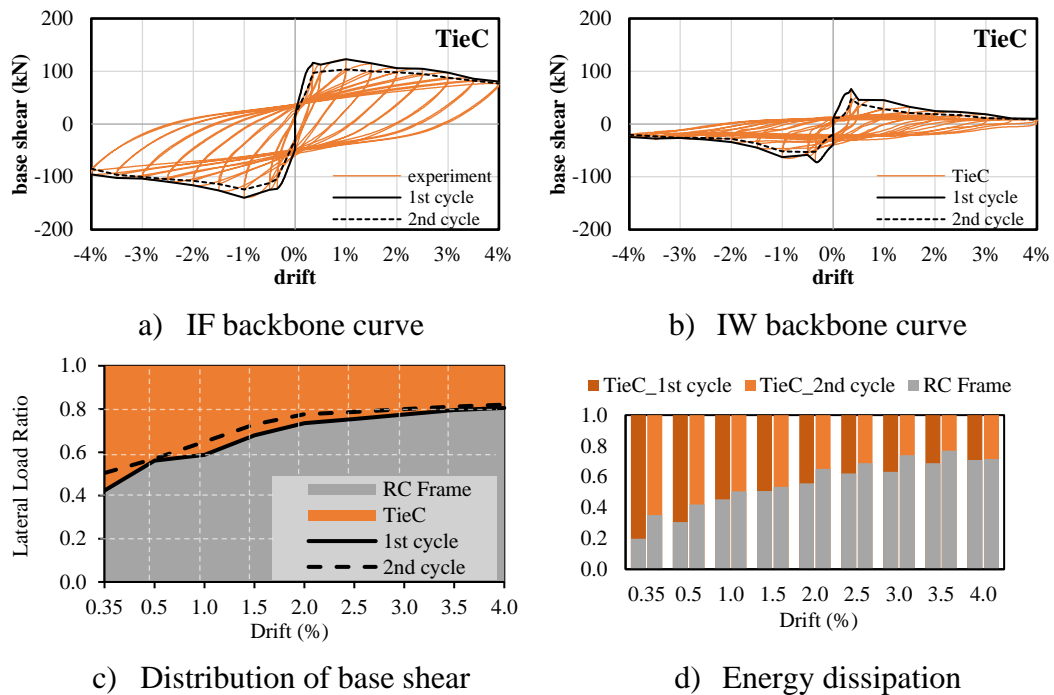 TieC
200
100
0
-100
-200
base shear (kN)
-4% -3% -2% -1% 0% 1% 2% 3% 4%
drift
experiment
1st cycle
2nd cycle
a) IF backbone curve
TieC
200
100
0
-100
-200
base shear (kN)
-4% -3% -2% -1% 0% 1% 2% 3% 4%
drift
TieC
1st cycle
2nd cycle
b) IW backbone curve
1.0
0.8
0.6
0.4
0.2
0.0
Lateral Load Ratio
0.35 0.5 1.0 1.5 2.0 2.5 3.0 3.5 4.0
Drift (%)
RC Frame
TieC
1st cycle
2nd cycle
c) Distribution of base shear
TieC_1st cycle TieC_2nd cycle RC Frame
1.0
0.8
0.6
0.4
0.2
0.0
0.35 0.5 1.0 1.5 2.0 2.5 3.0 3.5 4.0
Drift (%)
d) Energy dissipation